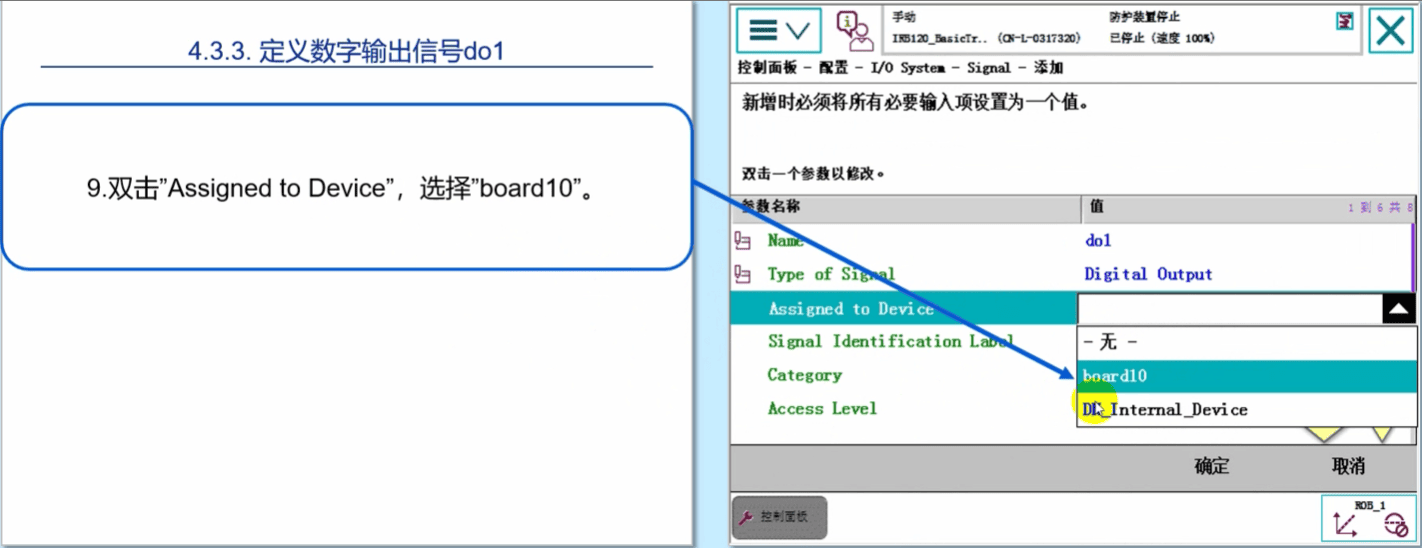 4.3.3. 定义数字输出信号do1
9.双击”Assigned to Device”，选择”board10”。
手动
防护装置停止
IRB120_BasicTr.. (CN-L-0317320)
已停止 (速度 100%)
控制面板 - 配置 - I/O System - Signal - 添加
新增时必须将所有必要输入项设置为一个值。
双击一个参数以修改。
参数名称
值
1 到 6 共 8
Name
do1
Type of Signal
Digital Output
Assigned to Device
- 无 -
Signal Identification Label
board10
Category
DN_Internal_Device
Access Level
确定
取消
控制面板
ROB_1